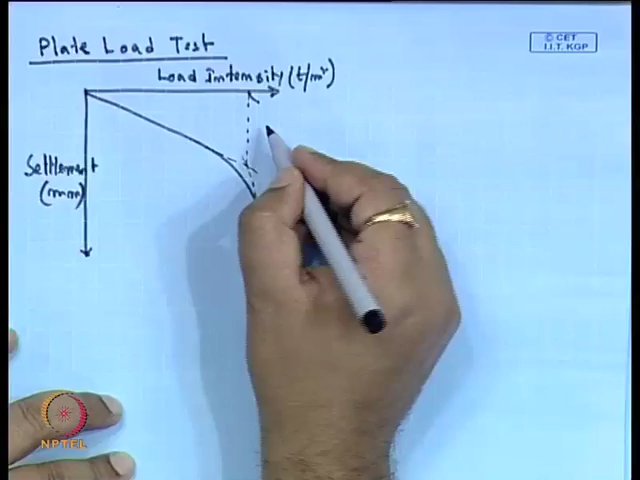 Plate Load Test
© CET
I.I.T. KGP
Load Intensity (t/m²)
Settlement
(mm)
NPTEL